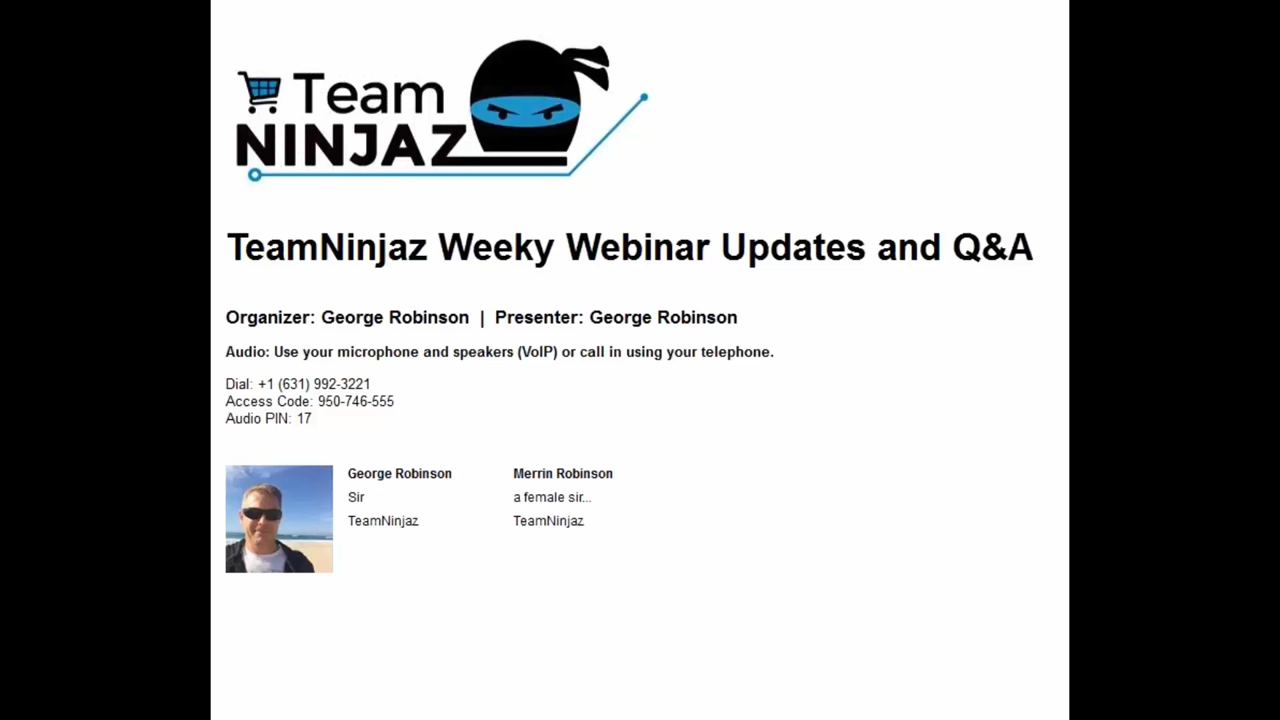 Team
NINJAZ
TeamNinjaz Weeky Webinar Updates and Q&A
Organizer: George Robinson | Presenter: George Robinson
Audio: Use your microphone and speakers (VoIP) or call in using your telephone.
Dial: +1 (631) 992-3221
Access Code: 950-746-555
Audio PIN: 17
George Robinson Merrin Robinson
Sir a female sir...
TeamNinjaz TeamNinjaz